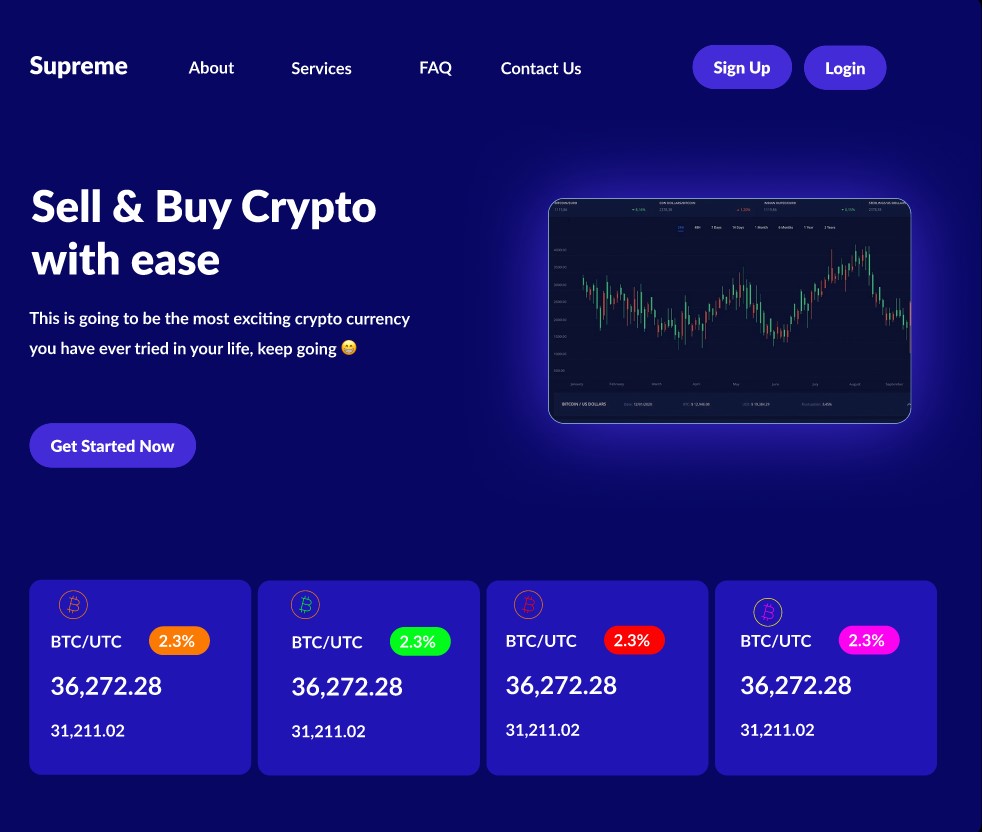 Supreme
About
Services
FAQ
Contact Us
Sign Up
Login
Sell & Buy Crypto
with ease
This is going to be the most exciting crypto currency
you have ever tried in your life, keep going 😁
Get Started Now
BITCOIN / US DOLLARS
BTC/UTC 2.3%
36,272.28
31,211.02
BTC/UTC 2.3%
36,272.28
31,211.02
BTC/UTC 2.3%
36,272.28
31,211.02
BTC/UTC 2.3%
36,272.28
31,211.02